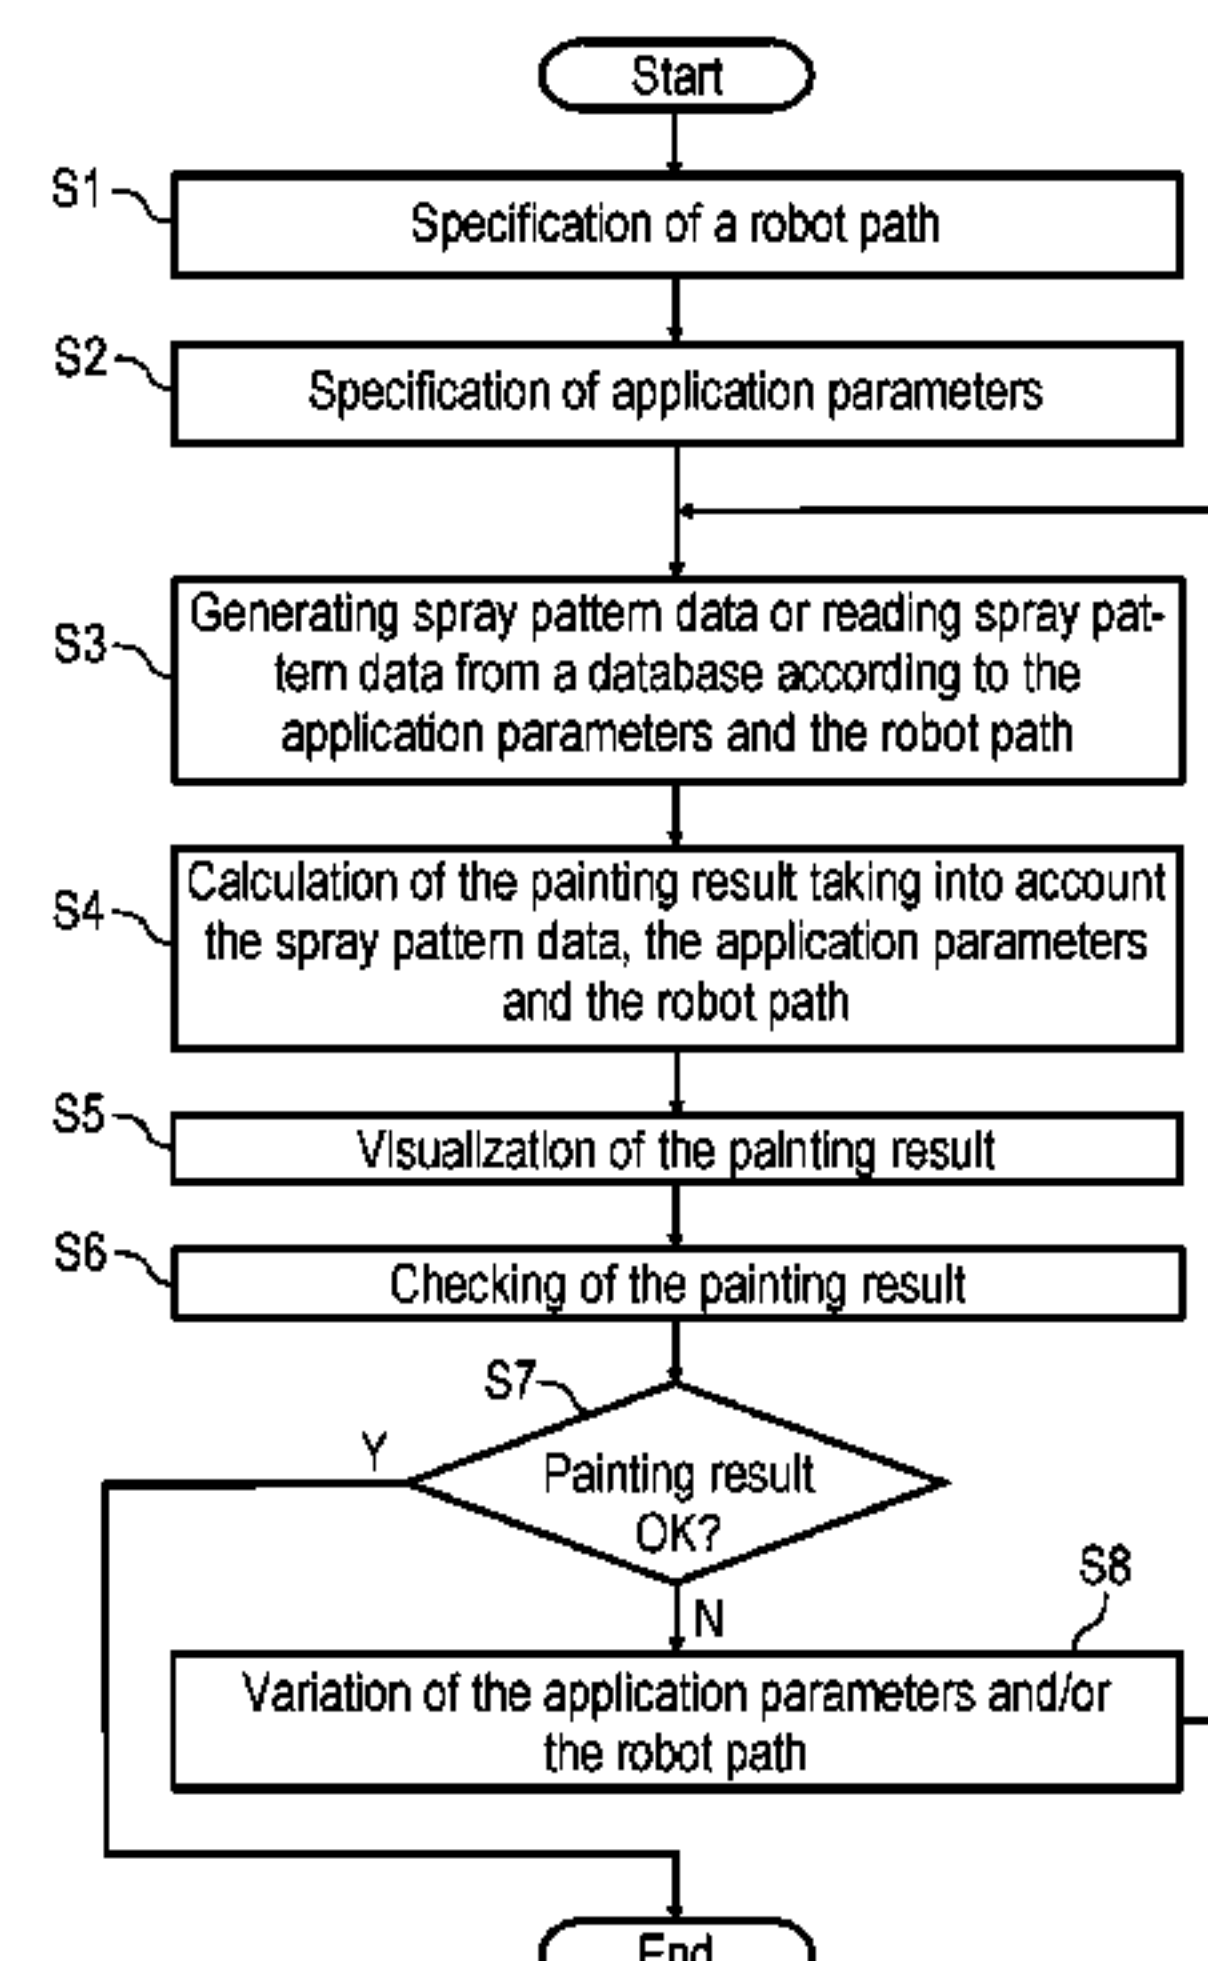 Start
S1
Specification of a robot path
S2
Specification of application parameters
S3
Generating spray pattern data or reading spray pat-
tern data from a database according to the
application parameters and the robot path
S4
Calculation of the painting result taking into account
the spray pattern data, the application parameters
and the robot path
S5
Visualization of the painting result
S6
Checking of the painting result
S7
Painting result
OK?
Y
N
S8
Variation of the application parameters and/or
the robot path
End